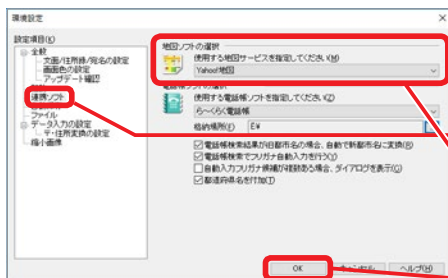 環境設定
設定項目(K)
全般
文面/住所録/宛名の設定
画面色の設定
アップデート確認
連携ソフト
ファイル
データ入力の設定
〒・住所変換の設定
縮小画像
地図ソフトの選択
使用する地図サービスを指定してください(M)
Yahoo!地図
使用する電話帳ソフトを指定してください(Z)
ら～くらく電話帳
格納場所(F) E:¥
電話帳検索結果が旧都市名の場合、自動で新都市名に変換(R)
電話帳検索でフリガナ自動入力を行う(Y)
自動入力フリガナ候補が複数ある場合、ダイアログを表示(G)
都道府県名を付加(T)
OK
キャンセル
ヘルプ(H)